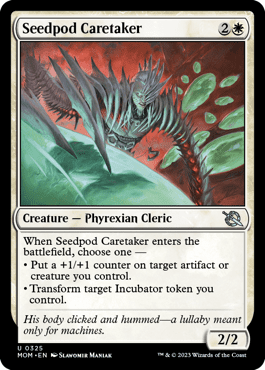 Seedpod Caretaker 2
Creature — Phyrexian Cleric
When Seedpod Caretaker enters the
battlefield, choose one —
• Put a +1/+1 counter on target artifact or
creature you control.
• Transform target Incubator token you
control.
His body clicked and hummed—a lullaby meant
only for machines.
2/2
U 0325
MOM • EN SLAWOMIR MANIAK ™ & © 2023 Wizards of the Coast